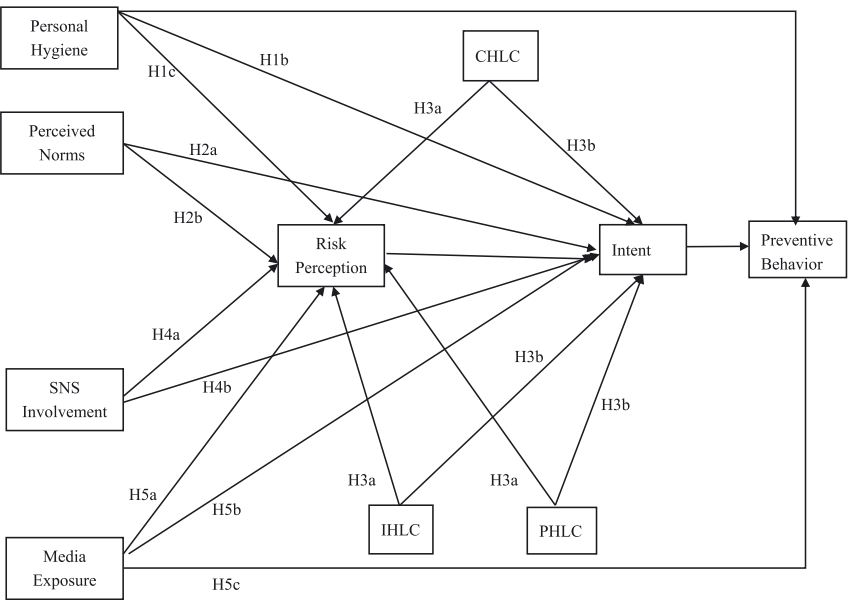 Personal
Hygiene
H1b
CHLC
H1c
H3a
Perceived
Norms
H2a
H3b
H2b
Risk
Perception
Intent
Preventive
Behavior
H4a
H3b
SNS
Involvement
H4b
H3b
H5a
H3a
H3a
H5b
IHLC
PHLC
Media
Exposure
H5c